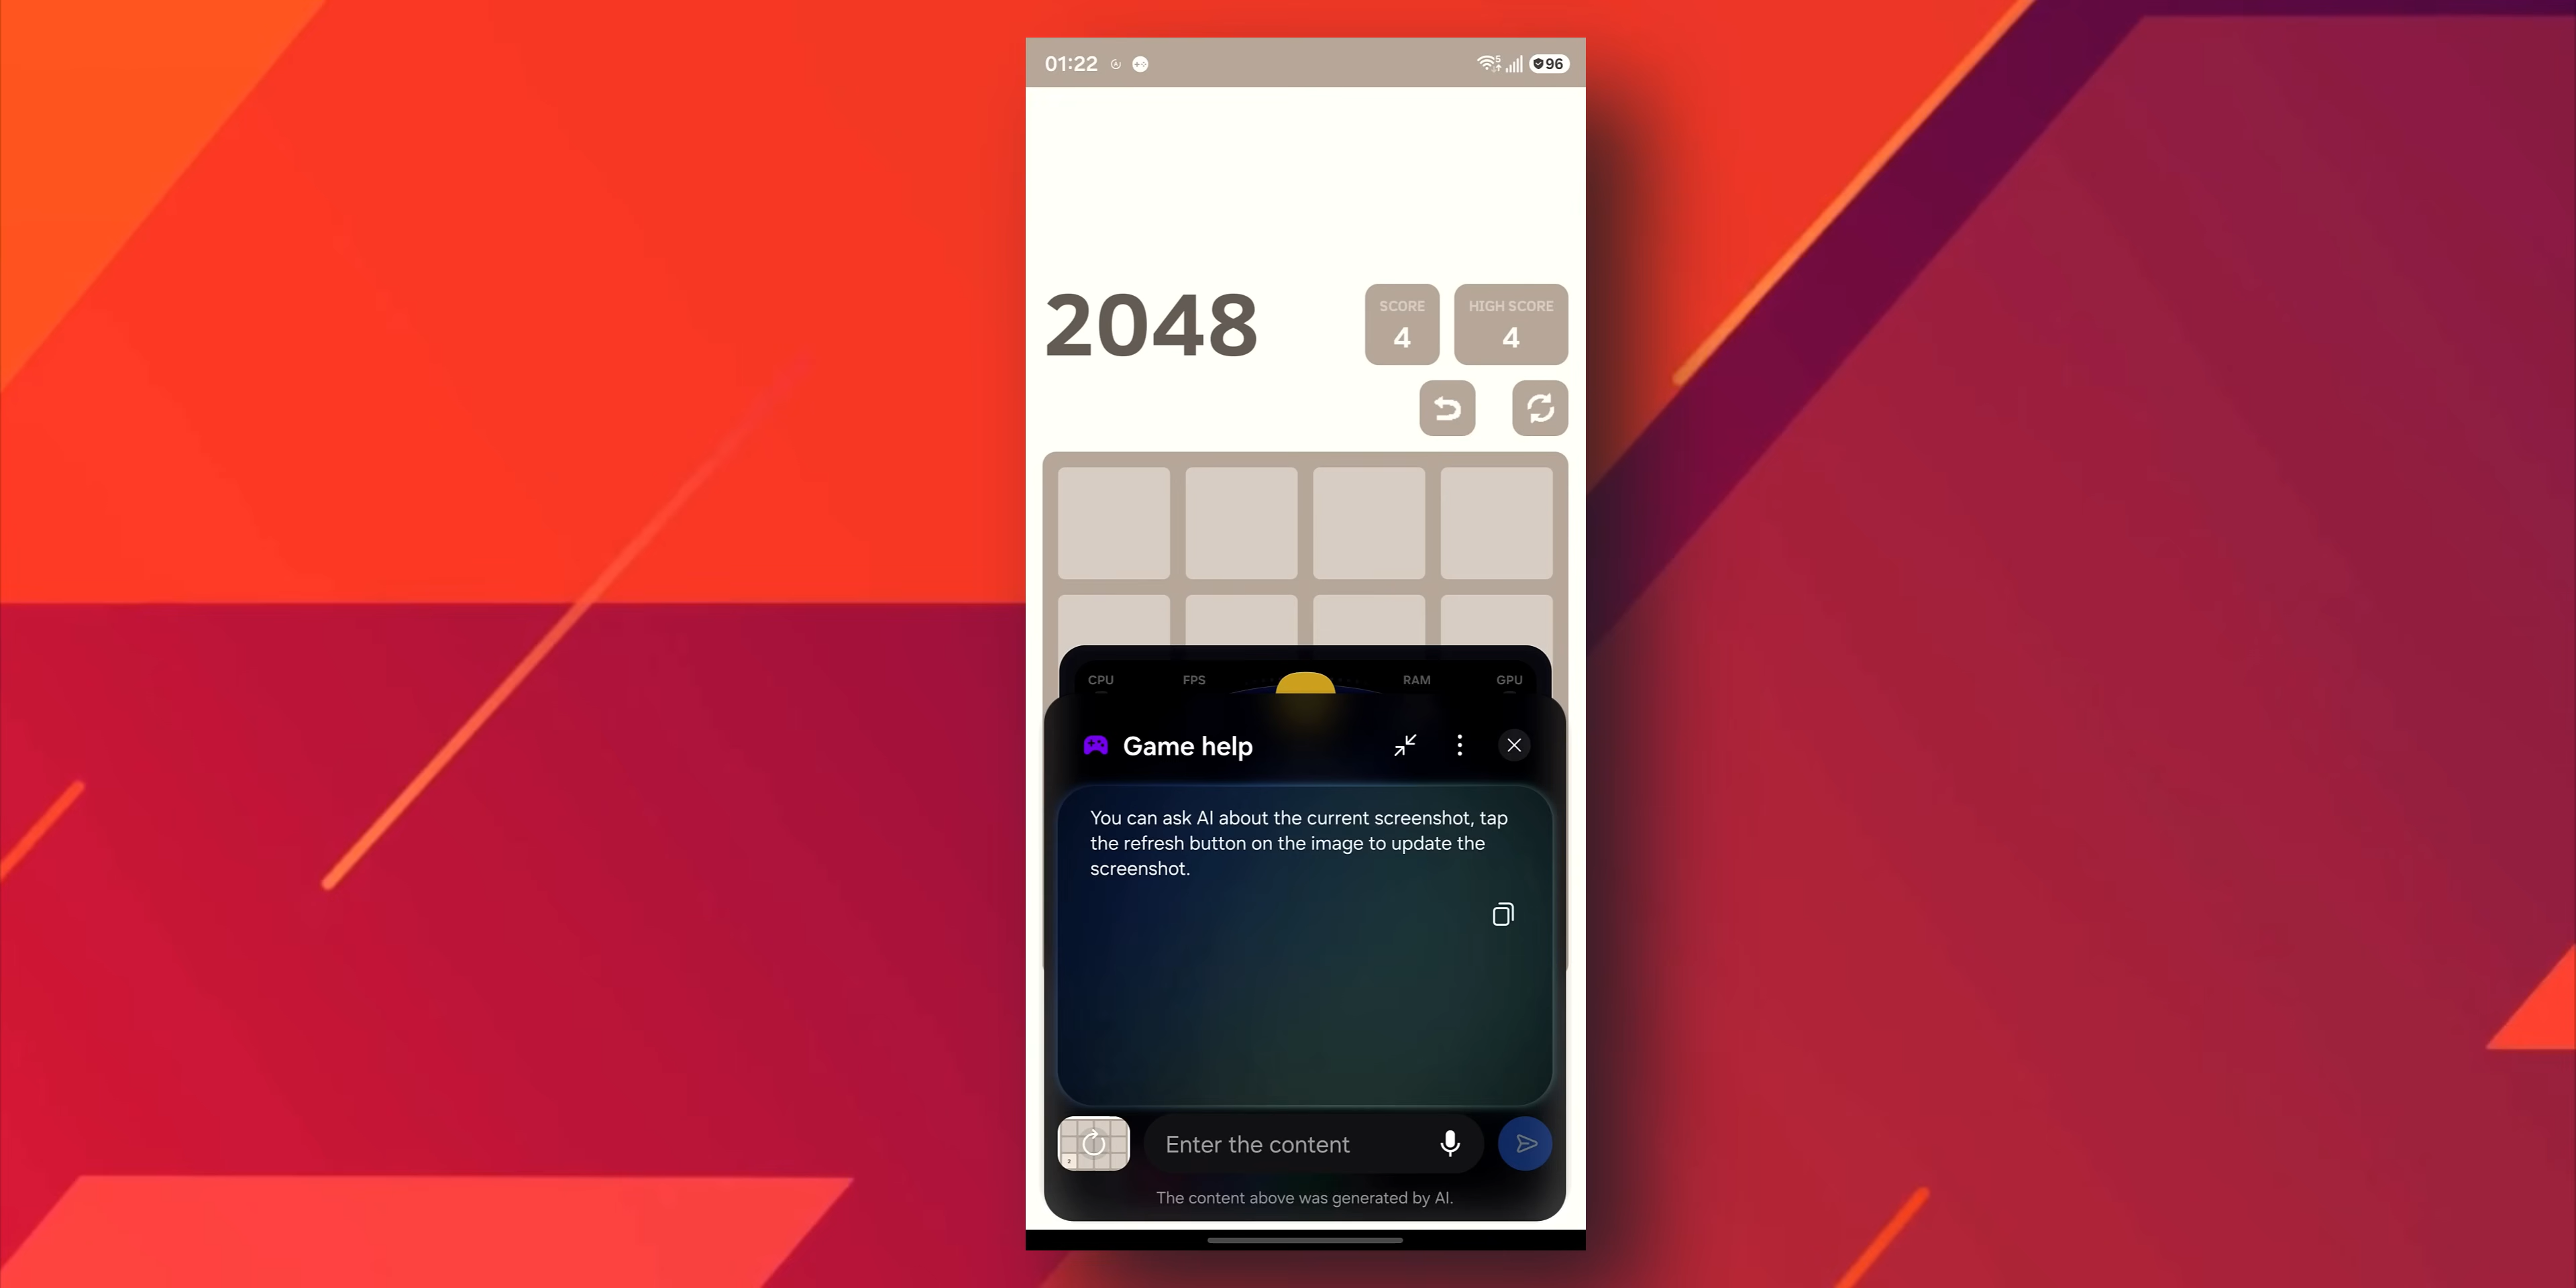 01:22
5
96
2048
SCORE
4
HIGH SCORE
4
CPU FPS RAM GPU
Game help
You can ask AI about the current screenshot, tap
the refresh button on the image to update the
screenshot.
2
Enter the content
The content above was generated by AI.